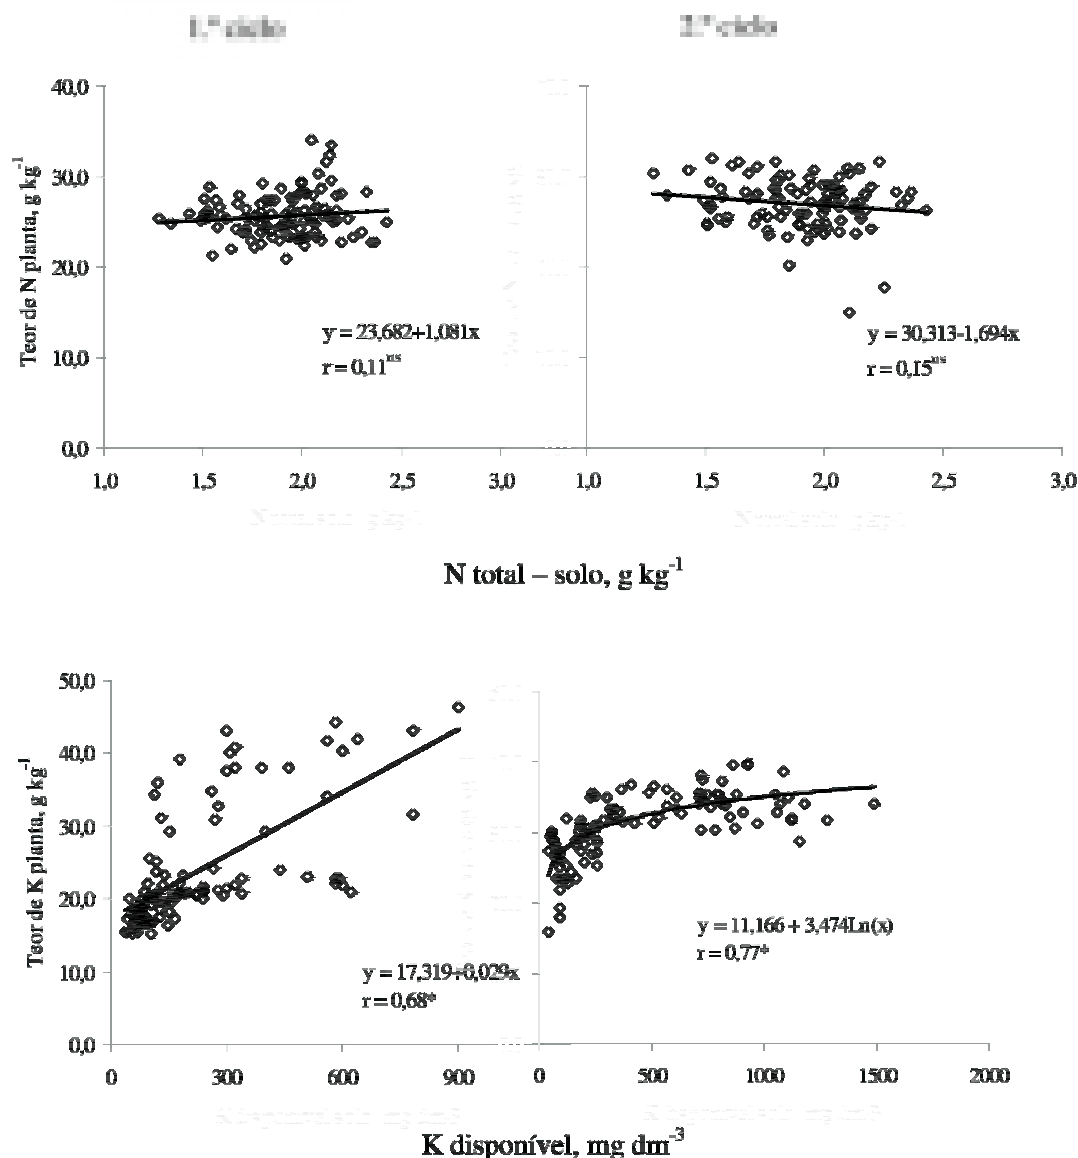 1.º ciclo
2.º ciclo
40,0
30,0
20,0
10,0
0,0
Teor de N planta, g kg-1
y = 23,682+1,081x
r = 0,11ns
y = 30,313-1,694x
r = 0,15ns
1,0 1,5 2,0 2,5 3,0
1,0 1,5 2,0 2,5 3,0
N total – solo, g kg-1
50,0
40,0
30,0
20,0
10,0
0,0
Teor de K planta, g kg-1
y = 17,319+0,029x
r = 0,68*
y = 11,166 + 3,474Ln(x)
r = 0,77*
0 300 600 900
0 500 1000 1500 2000
K disponível, mg dm-3